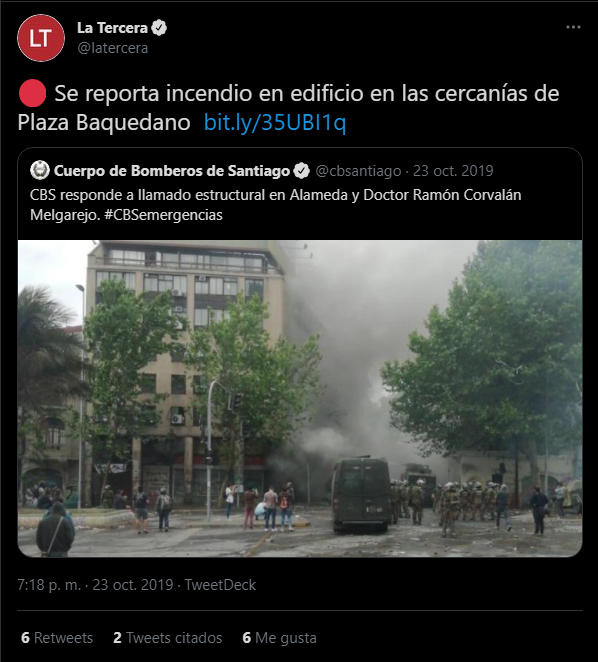 LT
La Tercera
@latercera
Se reporta incendio en edificio en las cercanías de
Plaza Baquedano bit.ly/35UBI1q
Cuerpo de Bomberos de Santiago @cbsantiago · 23 oct. 2019
CBS responde a llamado estructural en Alameda y Doctor Ramón Corvalán
Melgarejo. #CBSemergencias
7:18 p. m. · 23 oct. 2019 · TweetDeck
6 Retweets 2 Tweets citados 6 Me gusta